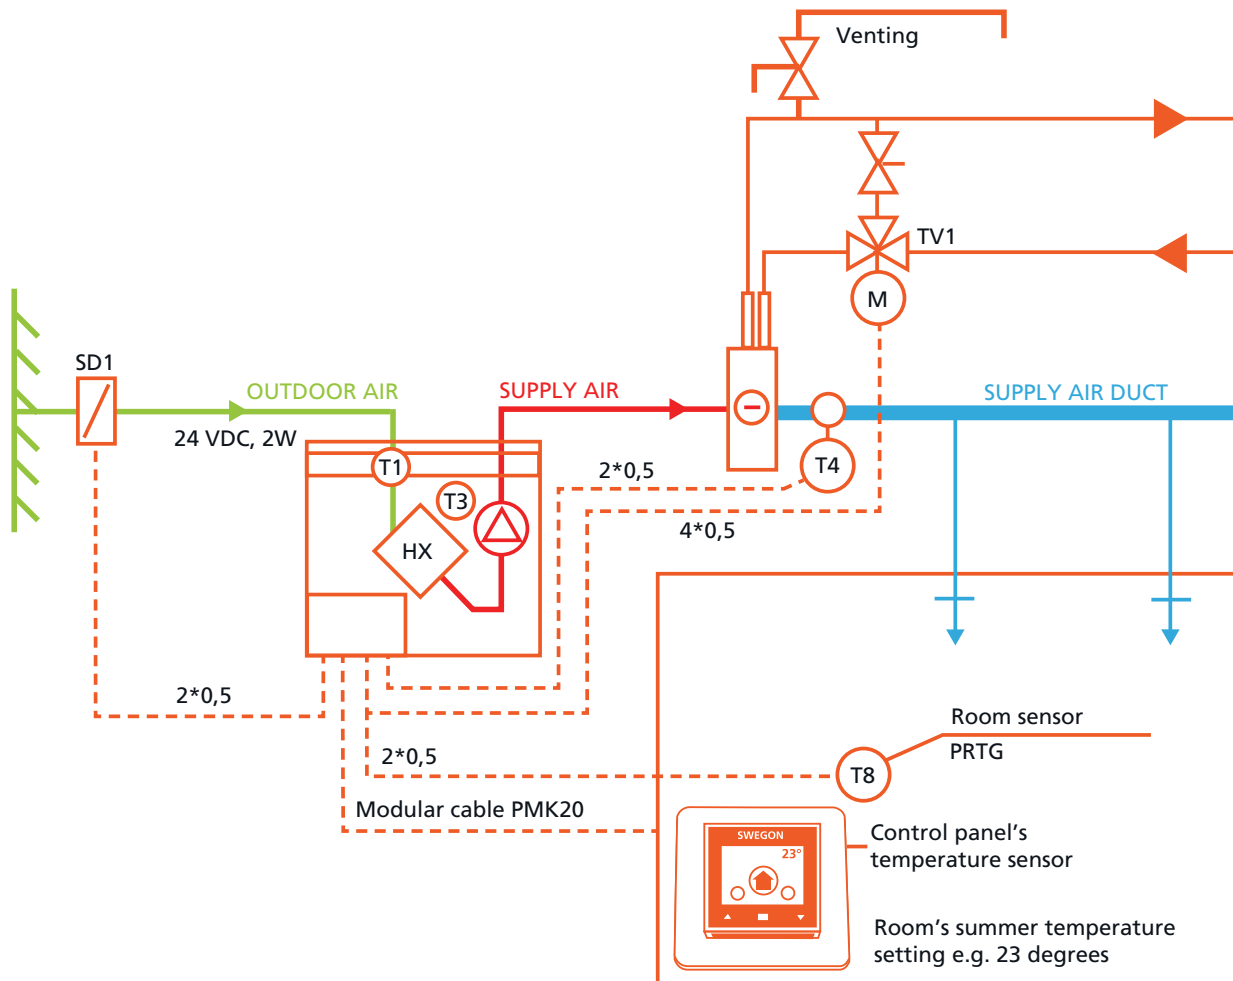 Venting
TV1
M
SD1
OUTDOOR AIR
SUPPLY AIR
SUPPLY AIR DUCT
24 VDC, 2W
T1
2*0,5
T4
T3
4*0,5
HX
2*0,5
Room sensor
2*0,5
PRTG
T8
Modular cable PMK20
SWEGON
23°
Control panel's
temperature sensor
Room's summer temperature
setting e.g. 23 degrees